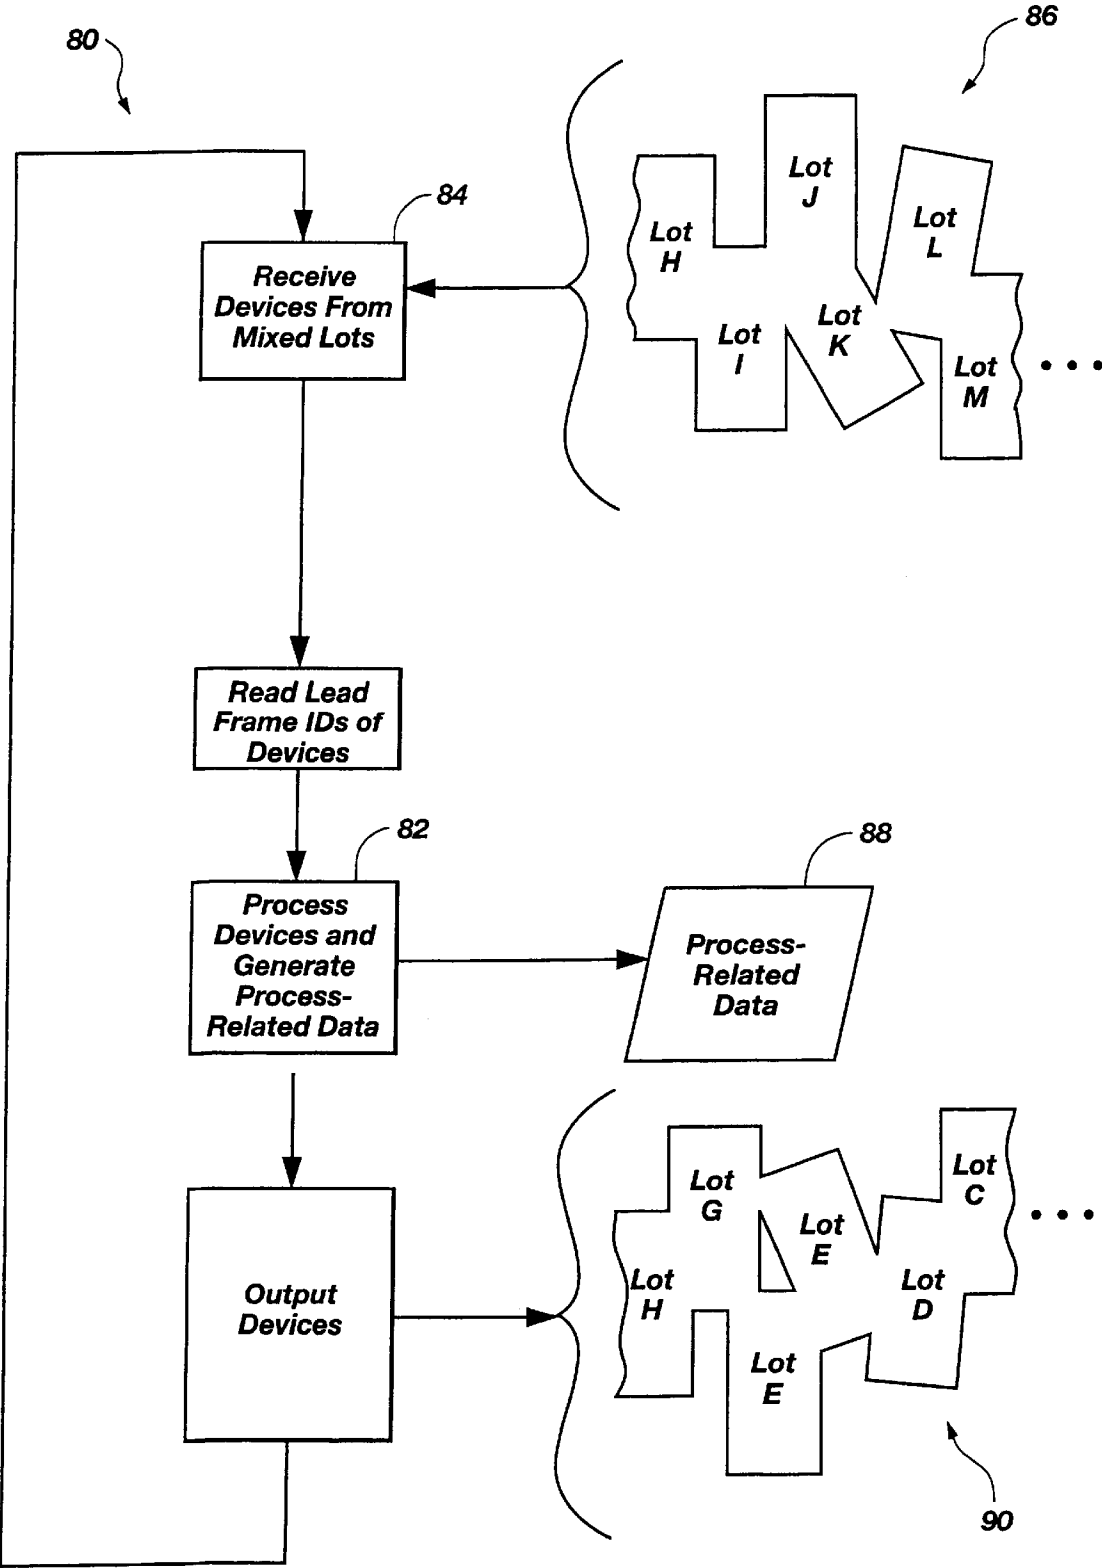 80
86
84
Receive
Devices From
Mixed Lots
Lot
H
Lot
I
Lot
J
Lot
K
Lot
L
Lot
M
• • •
Read Lead
Frame IDs of
Devices
82
Process
Devices and
Generate
Process-
Related Data
88
Process-
Related
Data
Output
Devices
Lot
H
Lot
G
Lot
E
Lot
E
Lot
D
Lot
C
• • •
90